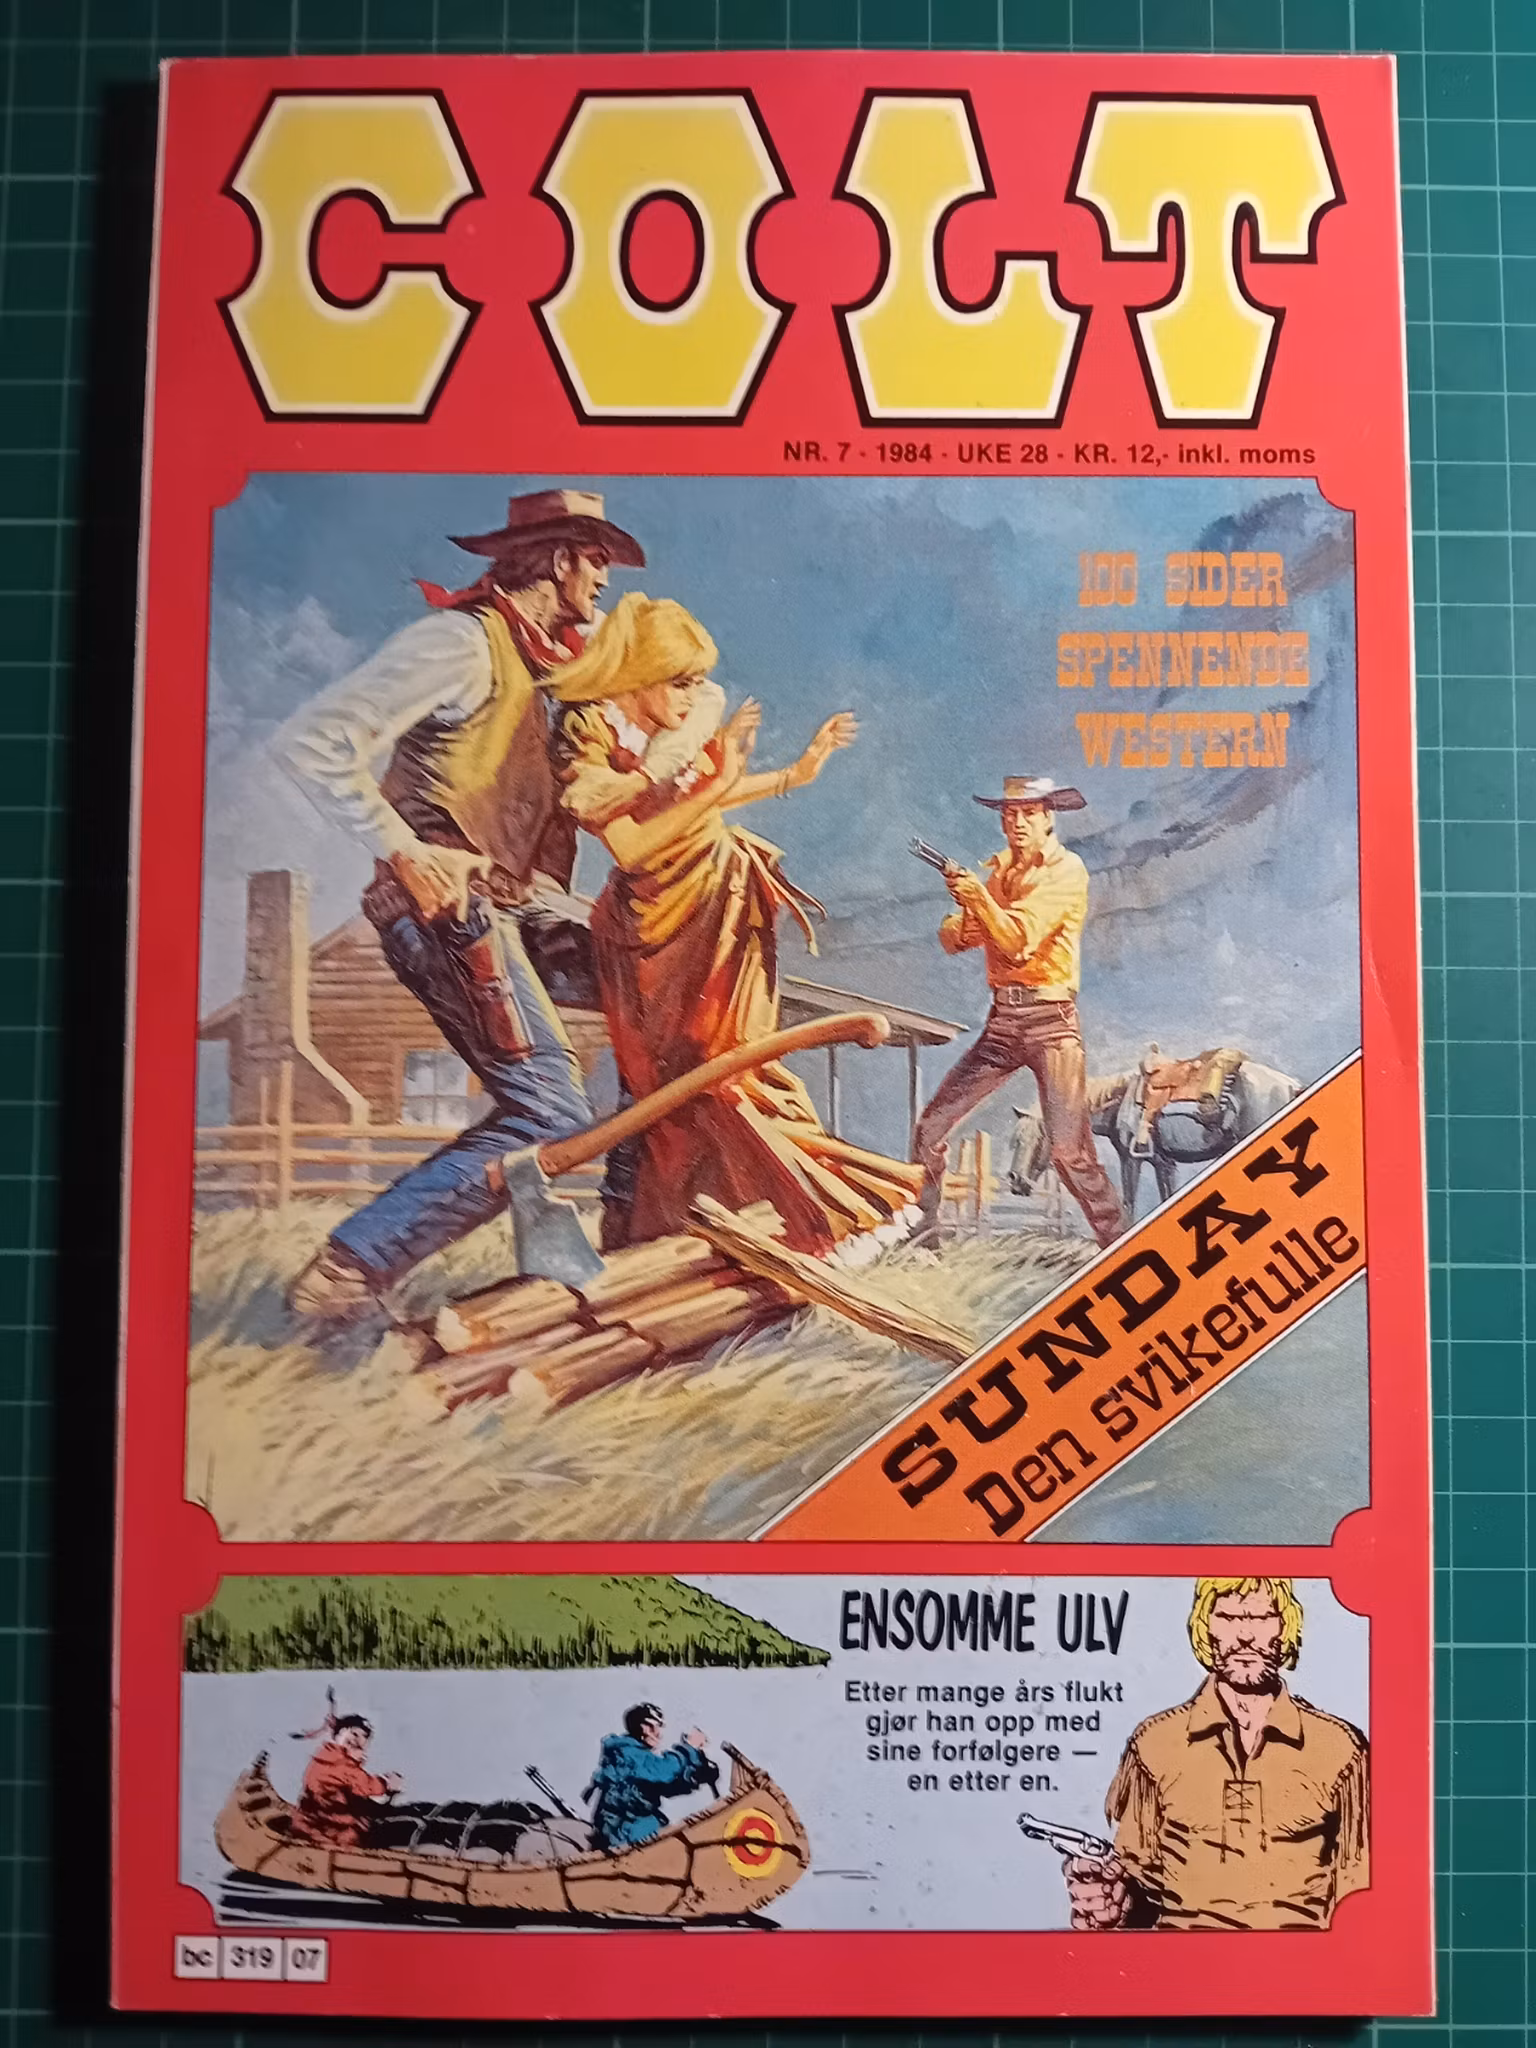 COLT
NR. 7 - 1984 - UKE 28 - KR. 12,- inkl. moms
100 SIDER
SPENNENDE
WESTERN
SUNDAY
Den svikefulle
ENSOMME ULV
Etter mange års flukt
gjør han opp med
sine forfølgere —
en etter en.
bc 319 07